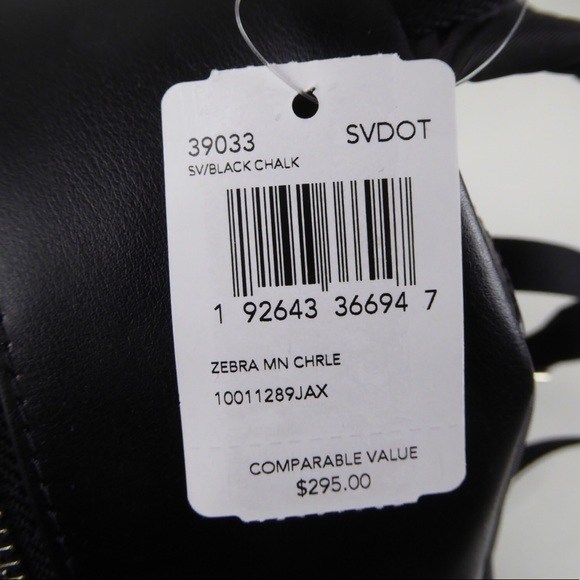 39033 SVDOT
SV/BLACK CHALK
1 92643 36694 7
ZEBRA MN CHRLE
10011289JAX
COMPARABLE VALUE
$295.00